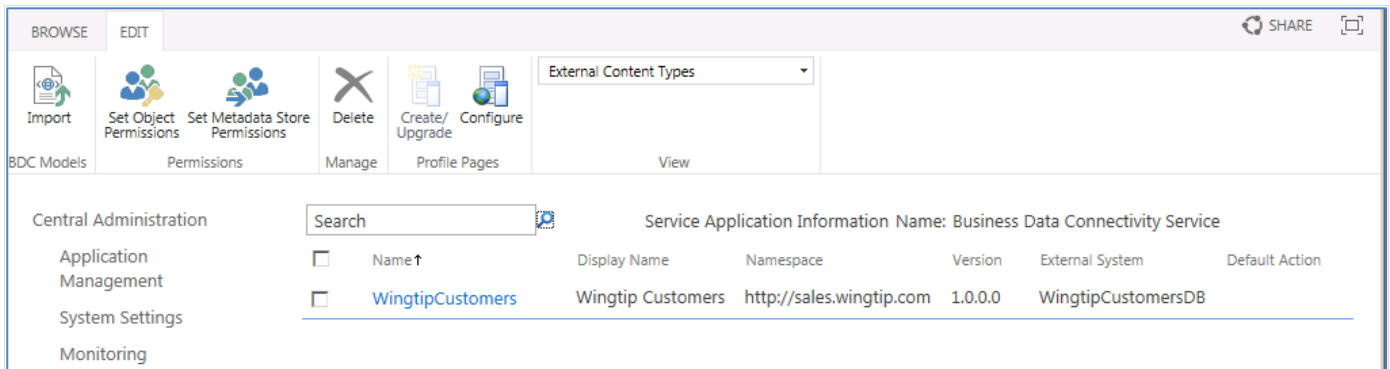 BROWSE EDIT SHARE
External Content Types
Import Set Object Set Metadata Store Delete Create/ Configure
Permissions Permissions Upgrade
BDC Models Permissions Manage Profile Pages View
Central Administration Search Service Application Information Name: Business Data Connectivity Service
Application Name↑ Display Name Namespace Version External System Default Action
Management
WingtipCustomers Wingtip Customers http://sales.wingtip.com 1.0.0.0 WingtipCustomersDB
System Settings
Monitoring